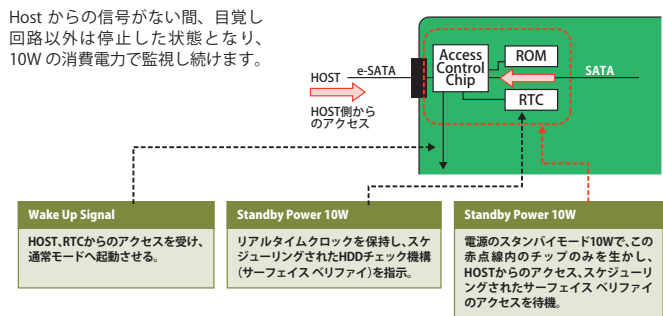 Host からの信号がない間、目覚し
回路以外は停止した状態となり、
10W の消費電力で監視し続けます。
HOST
e-SATA
Access
Control
Chip
ROM
RTC
SATA
HOST側から
のアクセス
Wake Up Signal
HOST、RTCからのアクセスを受け、
通常モードへ起動させる。
Standby Power 10W
リアルタイムクロックを保持し、スケ
ジューリングされたHDDチェック機構
（サーフェイス ベリファイ）を指示。
Standby Power 10W
電源のスタンバイモード10Wで、この
赤点線内のチップのみを生かし、
HOSTからのアクセス、スケジューリ
ングされたサーフェイス ベリファイ
のアクセスを待機。